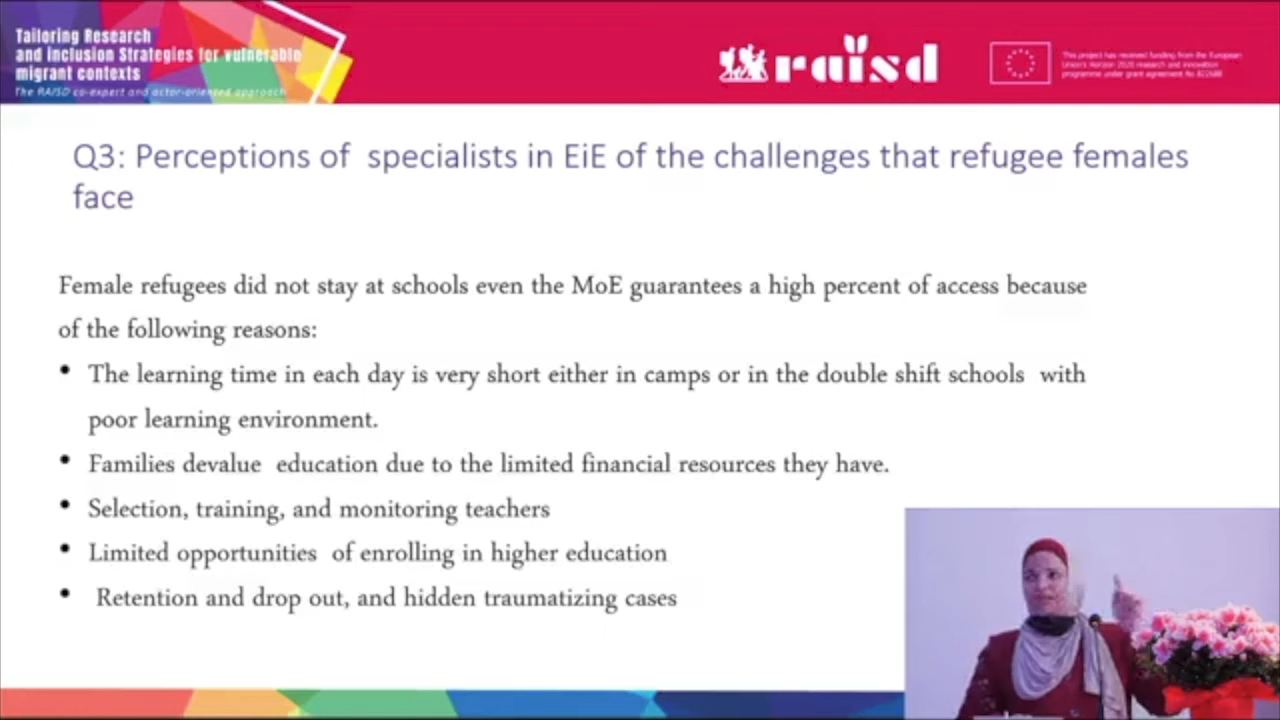 Tailoring Research
and Inclusion Strategies for vulnerable
migrant contexts
The RAISD co-expert and actor-oriented approach
raisd
This project has received funding from the European
Union's Horizon 2020 research and innovation
programme under grant agreement No 822688
Q3: Perceptions of specialists in EiE of the challenges that refugee females
face
Female refugees did not stay at schools even the MoE guarantees a high percent of access because
of the following reasons:
• The learning time in each day is very short either in camps or in the double shift schools with
poor learning environment.
• Families devalue education due to the limited financial resources they have.
• Selection, training, and monitoring teachers
• Limited opportunities of enrolling in higher education
• Retention and drop out, and hidden traumatizing cases